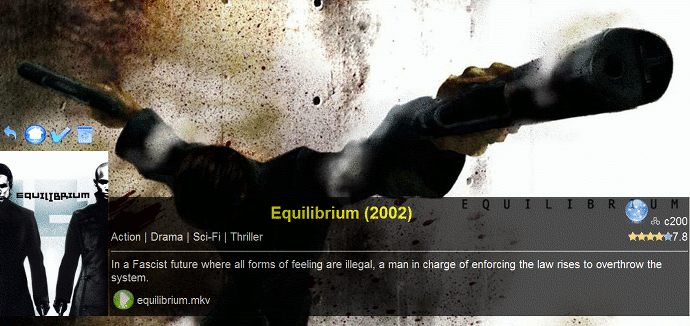 EQUILIBRIUM
EQUILIBRIUM
Equilibrium (2002)
c200
Action | Drama | Sci-Fi | Thriller
7.8
In a Fascist future where all forms of feeling are illegal, a man in charge of enforcing the law rises to overthrow the
system.
equilibrium.mkv